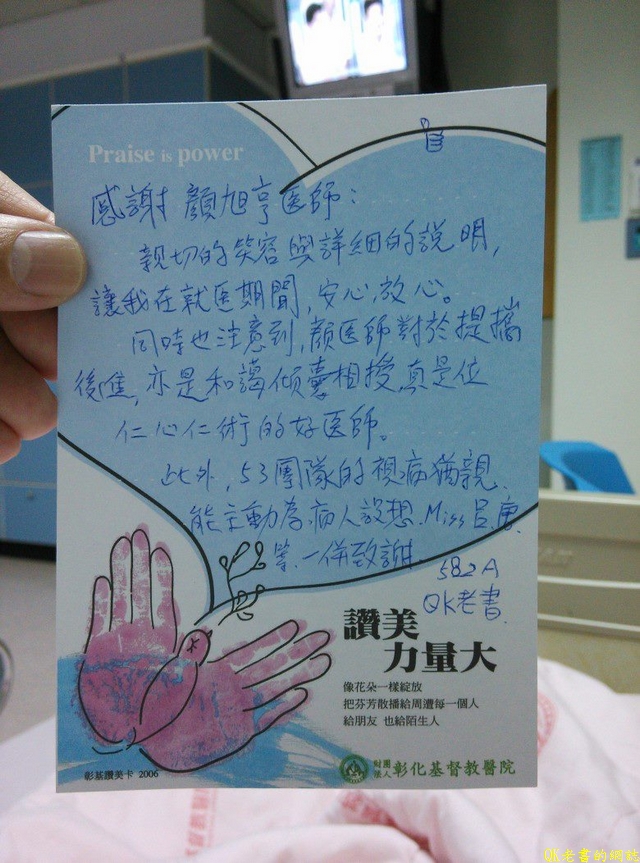 Praise is power
感謝 顏旭亨医師：
親切的笑容與詳細的說明，
讓我在就医期間，安心，放心。
同時也注意到，顏医師對於提攜
後進，亦是和藹傾囊相授，真是位
仁心仁術的好医師。
此外，53團隊的視病猶親、
能主動為病人設想．Miss呂、唐、
等．一併致謝．
582A
QK老書．
讚美
力量大
像花朵一樣綻放
把芬芳散播給周遭每一個人
給朋友 也給陌生人
彰基讚美卡 2006
財團法人 彰化基督教醫院
QK老書的網誌